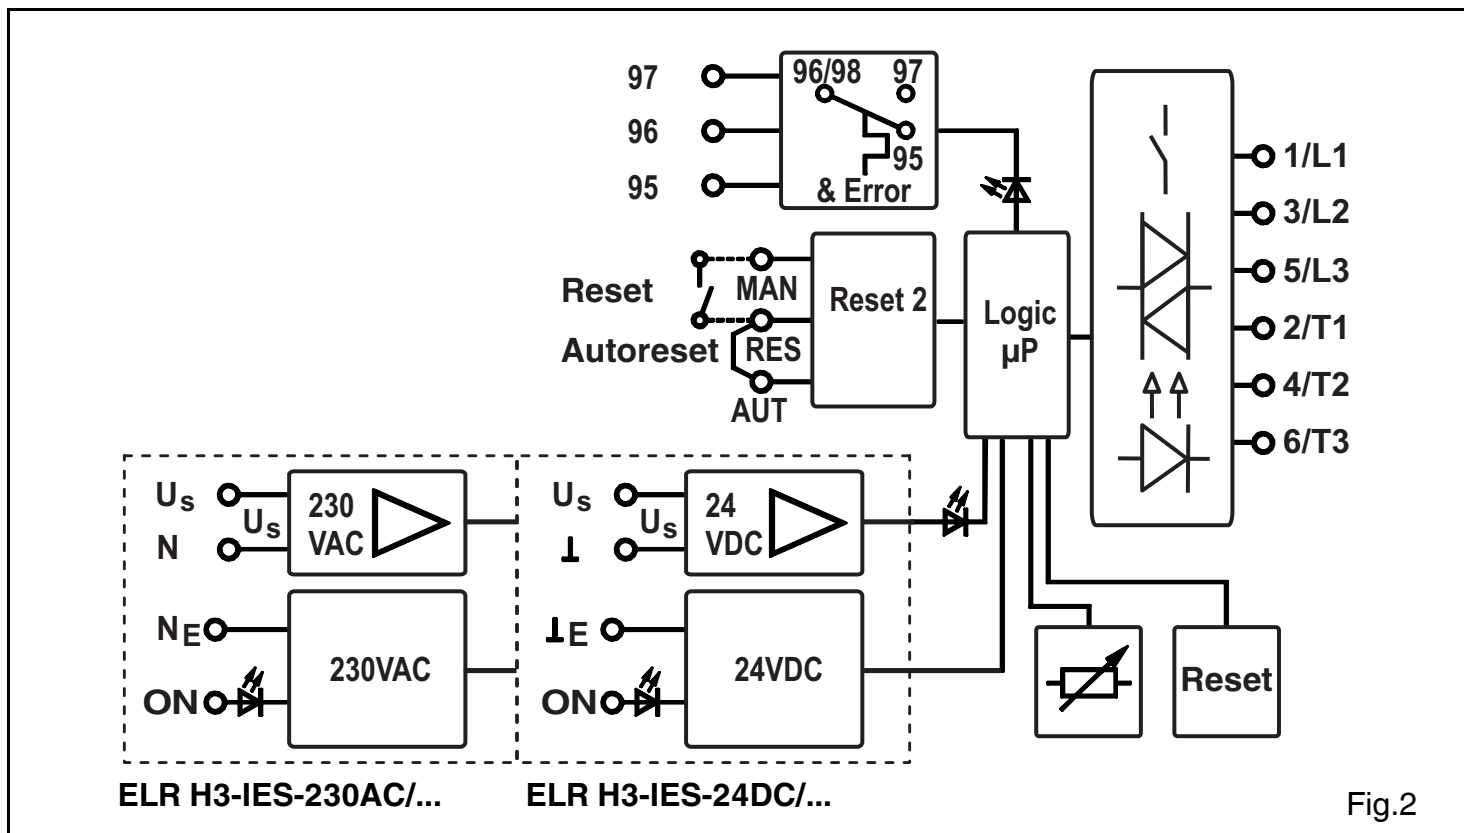 97
96
95
96/98 97
95
& Error
1/L1
3/L2
5/L3
2/T1
4/T2
6/T3
Reset
Autoreset
MAN
RES
AUT
Reset 2
Logic
µP
Us
N
Us
230
VAC
NE
ON
230VAC
Us
⊥
Us
24
VDC
⊥E
ON
24VDC
Reset
ELR H3-IES-230AC/...
ELR H3-IES-24DC/...
Fig.2